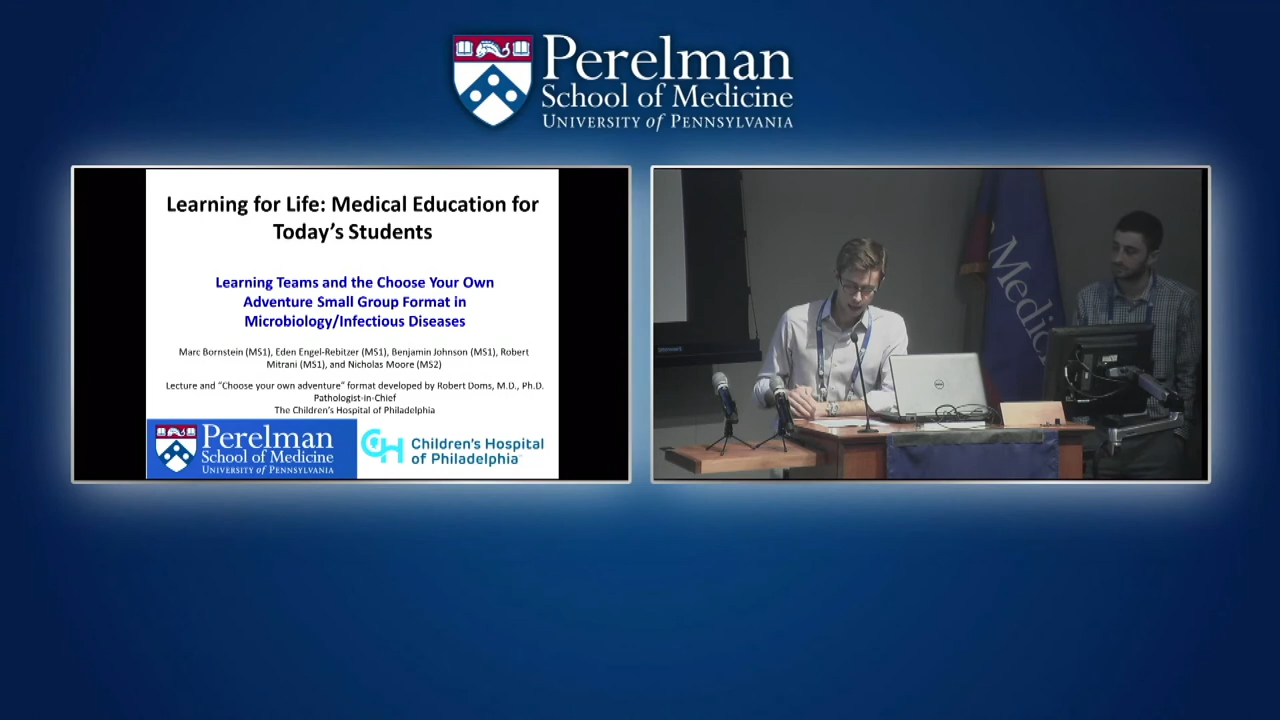 Perelman
School of Medicine
UNIVERSITY of PENNSYLVANIA
Learning for Life: Medical Education for
Today's Students
Learning Teams and the Choose Your Own
Adventure Small Group Format in
Microbiology/Infectious Diseases
Marc Bornstein (MS1), Eden Engel-Rebitzer (MS1), Benjamin Johnson (MS1), Robert
Mitrani (MS1), and Nicholas Moore (MS2)
Lecture and “Choose your own adventure” format developed by Robert Doms, M.D., Ph.D.
Pathologist-in-Chief
The Children's Hospital of Philadelphia
Perelman
School of Medicine
UNIVERSITY of PENNSYLVANIA
CH Children's Hospital
of Philadelphia
Medic
DELL